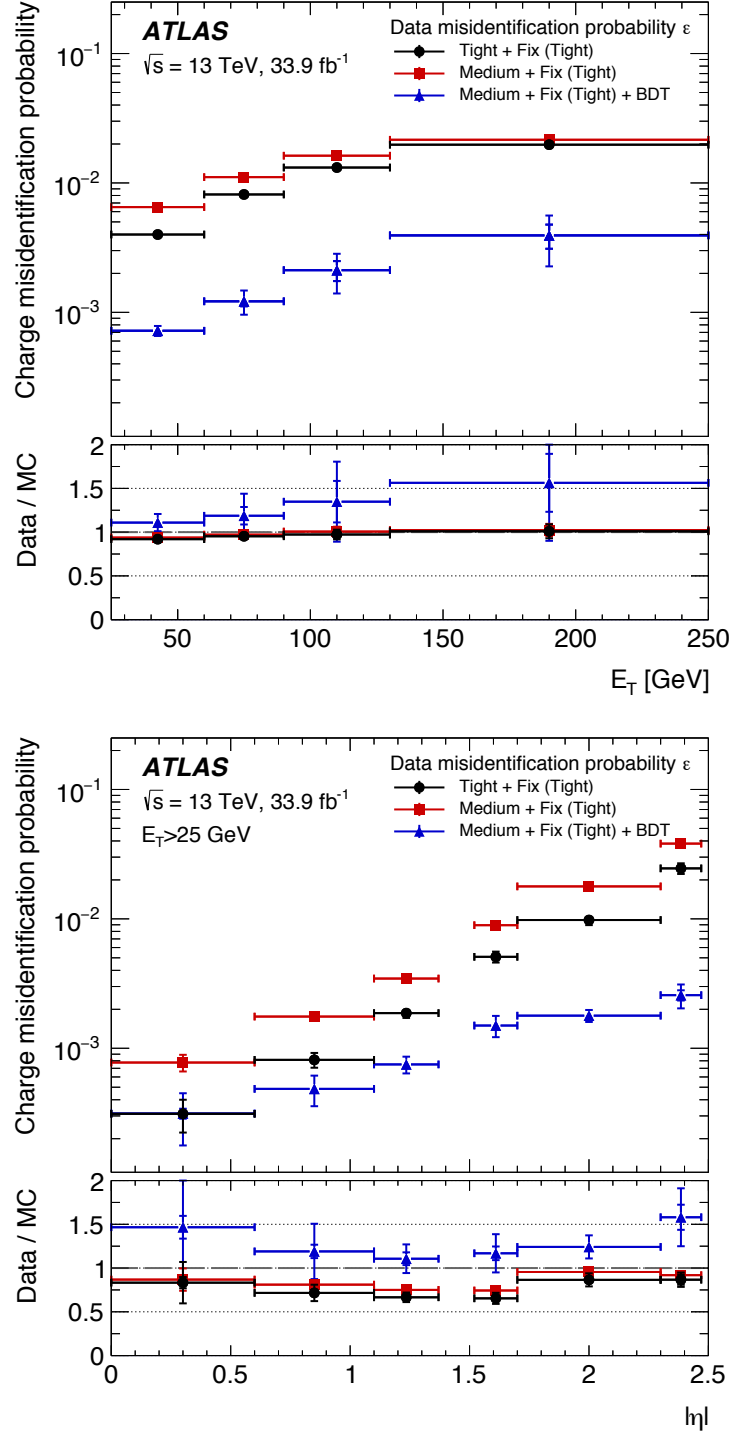 ATLAS
√s = 13 TeV, 33.9 fb⁻¹
Data misidentification probability ε
Tight + Fix (Tight)
Medium + Fix (Tight)
Medium + Fix (Tight) + BDT
Charge misidentification probability
10⁻¹
10⁻²
10⁻³
Data / MC
2
1.5
1
0.5
0
50 100 150 200 250
E_T [GeV]
ATLAS
√s = 13 TeV, 33.9 fb⁻¹
E_T>25 GeV
Data misidentification probability ε
Tight + Fix (Tight)
Medium + Fix (Tight)
Medium + Fix (Tight) + BDT
Charge misidentification probability
10⁻¹
10⁻²
10⁻³
Data / MC
2
1.5
1
0.5
0
0 0.5 1 1.5 2 2.5
|η|